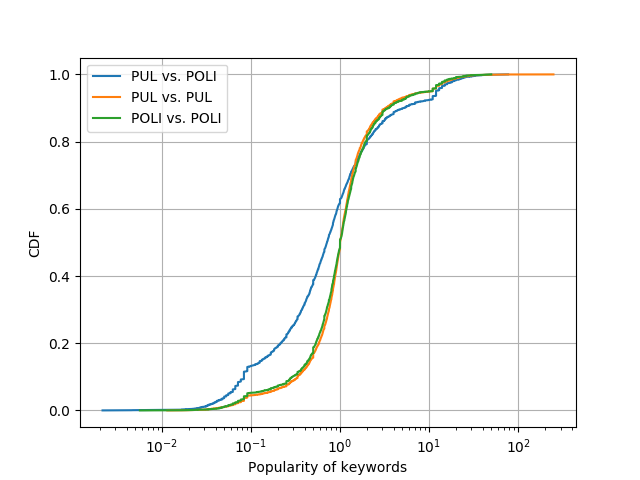 PUL vs. POLI
PUL vs. PUL
POLI vs. POLI
1.0
0.8
0.6
0.4
0.2
0.0
CDF
10⁻²
10⁻¹
10⁰
10¹
10²
Popularity of keywords